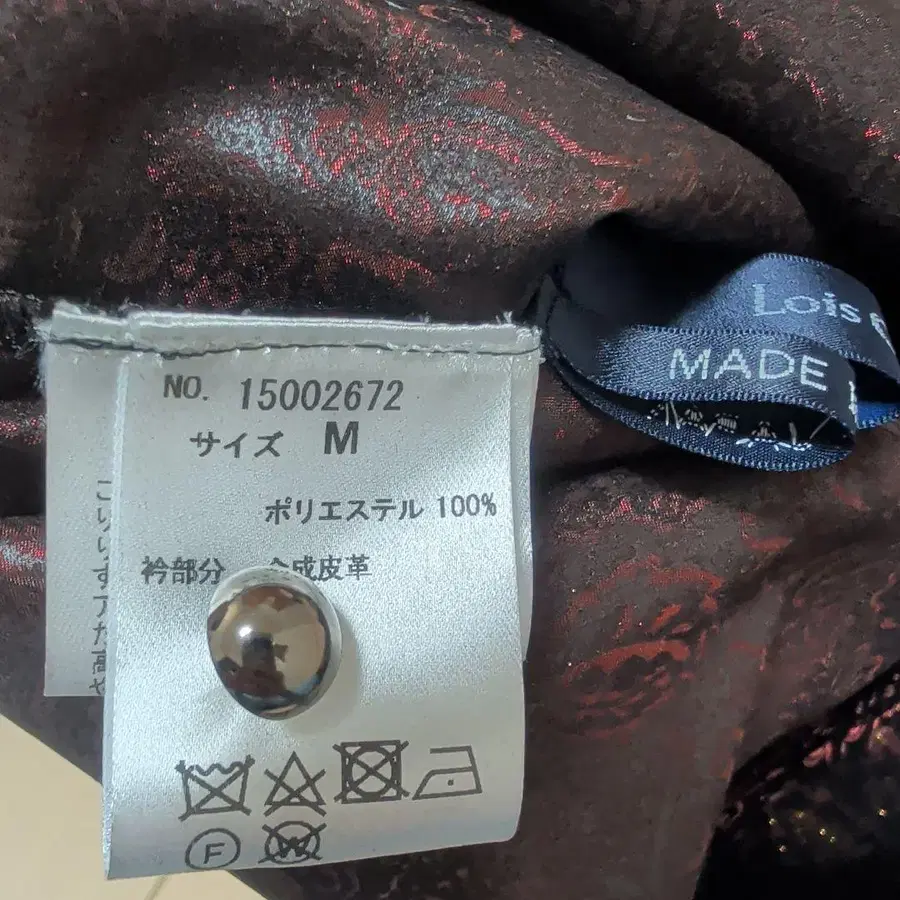 NO. 15002672
サイズ M
ポリエステル 100%
衿部分 合成皮革
F
W
Lois
MADE